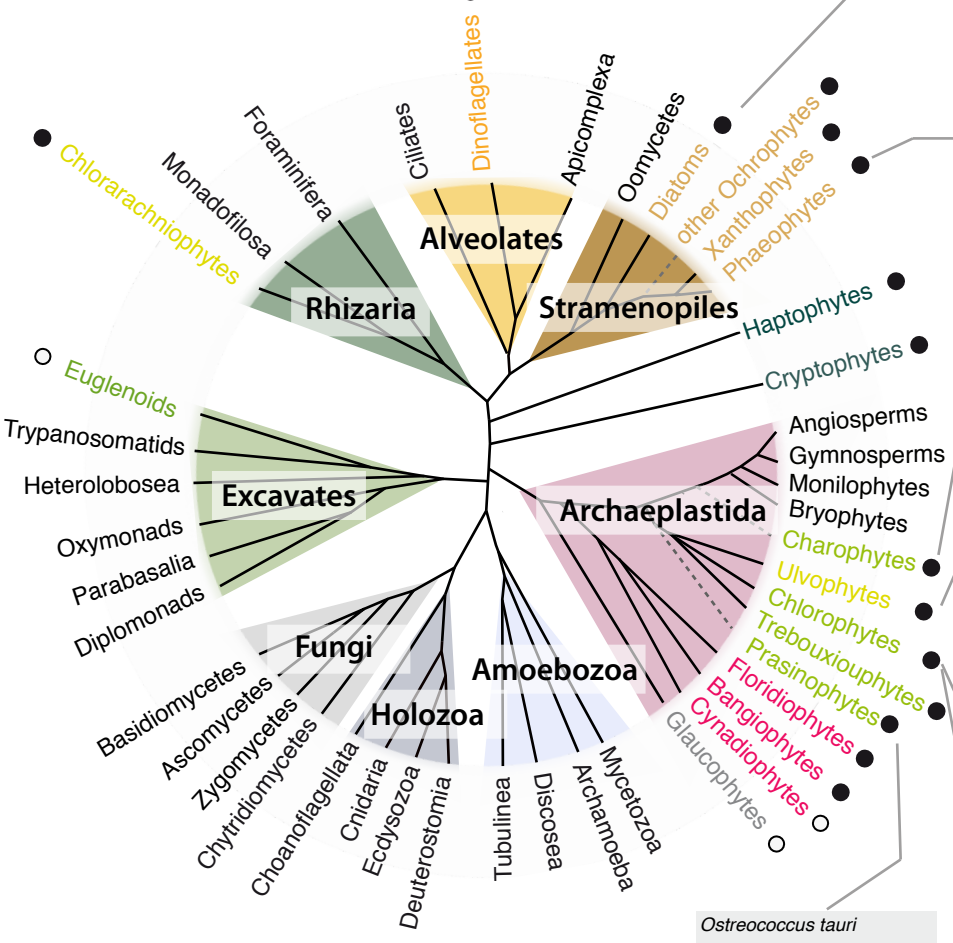 Chlorarachniophytes
Monadofilosa
Foraminifera
Ciliates
Dinoflagellates
Apicomplexa
Oomycetes
Diatoms
other Ochrophytes
Xanthophytes
Phaeophytes
Haptophytes
Cryptophytes
Angiosperms
Gymnosperms
Monilophytes
Bryophytes
Charophytes
Ulvophytes
Chlorophytes
Trebouxiouphytes
Prasinophytes
Floridiophytes
Bangiophytes
Cynadiophytes
Glaucophytes
Mycetozoa
Archamoeba
Discosea
Tubulinea
Deuterostomia
Ecdysozoa
Cnidaria
Choanoflagellata
Chytridiomycetes
Zygomycetes
Ascomycetes
Basidiomycetes
Diplomonads
Parabasalia
Oxymonads
Heterolobosea
Trypanosomatids
Euglenoids
Rhizaria
Alveolates
Stramenopiles
Archaeplastida
Amoebozoa
Holozoa
Fungi
Excavates
Ostreococcus tauri